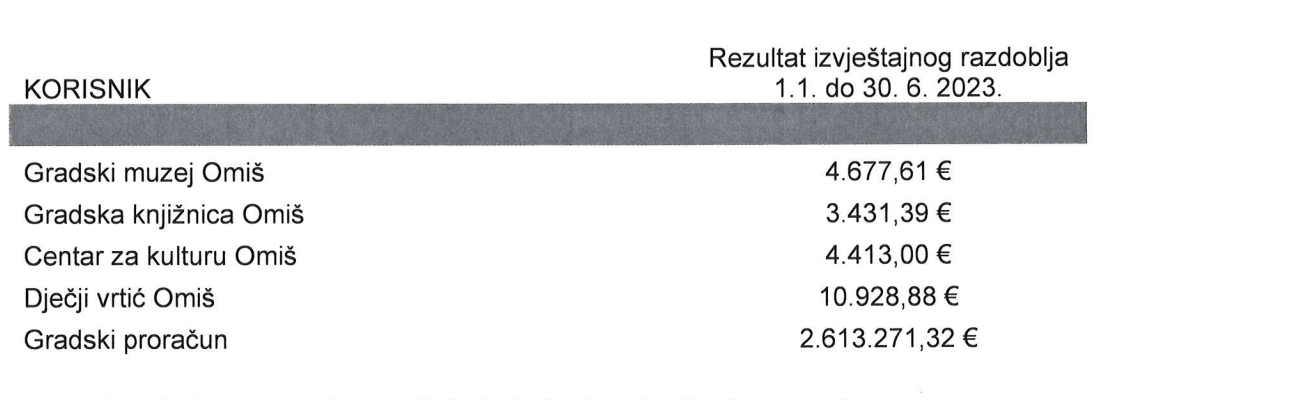 Rezultat izvještajnog razdoblja
KORISNIK 1.1. do 30. 6. 2023.
Gradski muzej Omiš 4.677,61 €
Gradska knjižnica Omiš 3.431,39 €
Centar za kulturu Omiš 4.413,00 €
Dječji vrtić Omiš 10.928,88 €
Gradski proračun 2.613.271,32 €